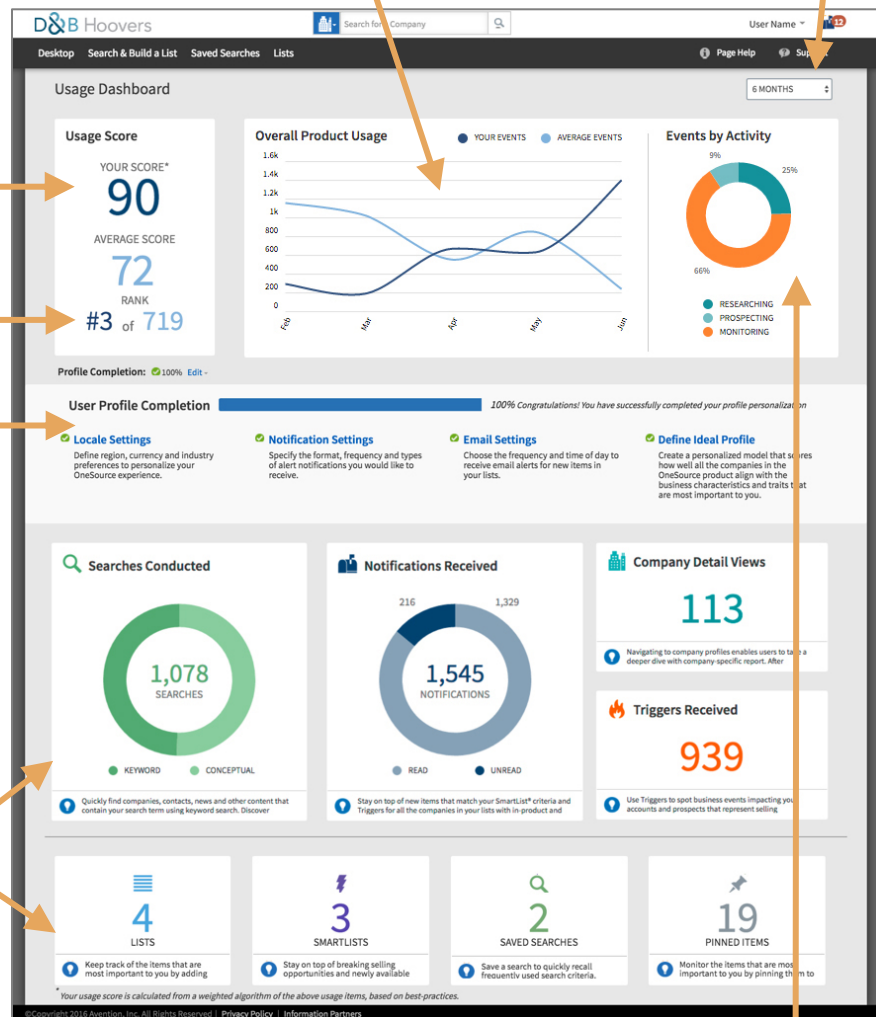 D&B Hoovers
Search for a Company
User Name
12
Desktop Search & Build a List Saved Searches Lists
Page Help
Usage Dashboard
6 MONTHS
Usage Score
YOUR SCORE*
90
AVERAGE SCORE
72
RANK
#3 of 719
Overall Product Usage
YOUR EVENTS AVERAGE EVENTS
1.6k
1.4k
1.2k
1k
800
600
400
200
0
Feb Mar Apr May Jun
Events by Activity
9%
25%
66%
RESEARCHING
PROSPECTING
MONITORING
Profile Completion: 100% Edit -
User Profile Completion
100% Congratulations! You have successfully completed your profile personalization
Locale Settings
Define region, currency and industry
preferences to personalize your
OneSource experience.
Notification Settings
Specify the format, frequency and types
of alert notifications you would like to
receive.
Email Settings
Choose the frequency and time of day to
receive email alerts for new items in
your lists.
Define Ideal Profile
Create a personalized model that scores
how well all the companies in the
OneSource product align with the
business characteristics and traits that
are most important to you.
Searches Conducted
1,078
SEARCHES
KEYWORD CONCEPTUAL
Quickly find companies, contacts, news and other content that
contain your search term using keyword search. Discover
Notifications Received
216 1,329
1,545
NOTIFICATIONS
READ UNREAD
Stay on top of new items that match your SmartList® criteria and
Triggers for all the companies in your lists with in-product and
Company Detail Views
113
Navigating to company profiles enables users to take a
deeper dive with company-specific report. After
Triggers Received
939
Use Triggers to spot business events impacting your
accounts and prospects that represent selling
4
LISTS
Keep track of the items that are
most important to you by adding
3
SMARTLISTS
Stay on top of breaking selling
opportunities and newly available
2
SAVED SEARCHES
Save a search to quickly recall
frequently used search criteria.
19
PINNED ITEMS
Monitor the items that are most
important to you by pinning them to
*Your usage score is calculated from a weighted algorithm of the above usage items, based on best-practices.
©Copyright 2016 Avention, Inc. All Rights Reserved | Privacy Policy | Information Partners